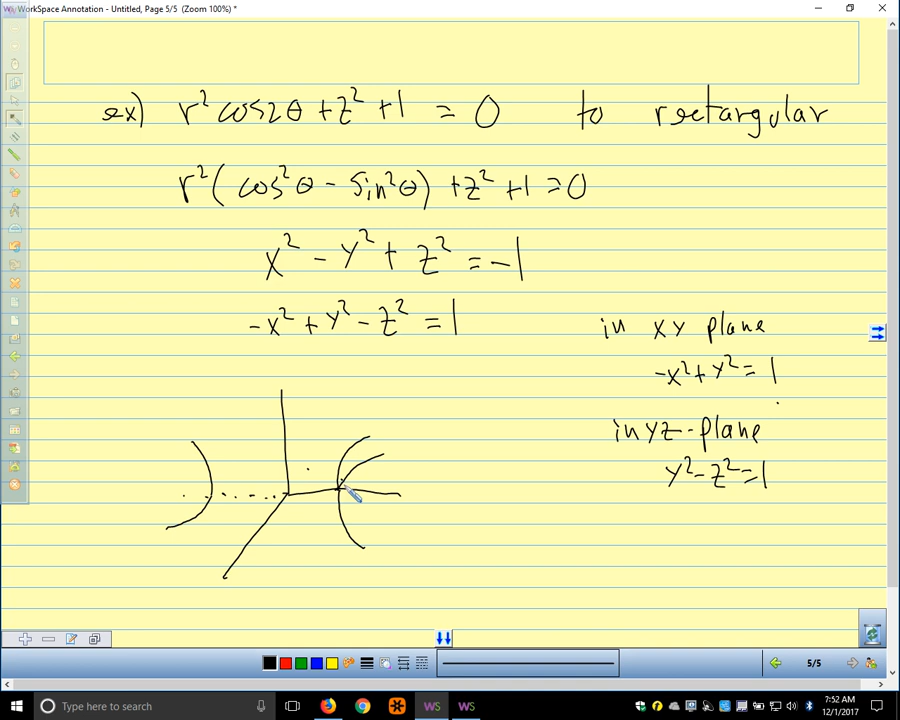 WorkSpace Annotation - Untitled, Page 5/5 (Zoom 100%) *
ex) r² cos2θ + z² + 1 = 0 to rectangular
r² ( cos²θ - sin²θ) + z² + 1 = 0
x² - y² + z² = -1
-x² + y² - z² = 1
in xy plane
-x² + y² = 1
in yz-plane
y² - z² = 1
5/5
Type here to search
WS
WS
7:52 AM
12/1/2017